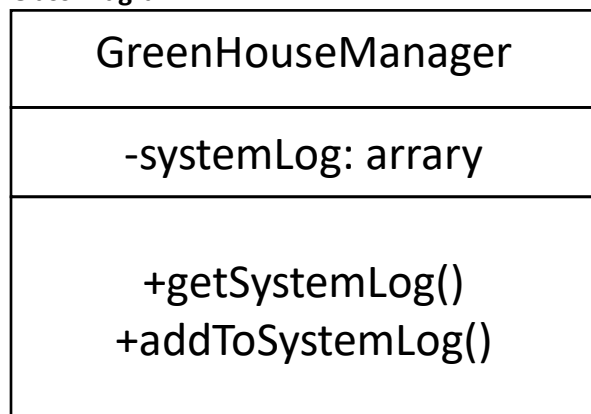 GreenHouseManager
-systemLog: arrary
+getSystemLog()
+addToSystemLog()